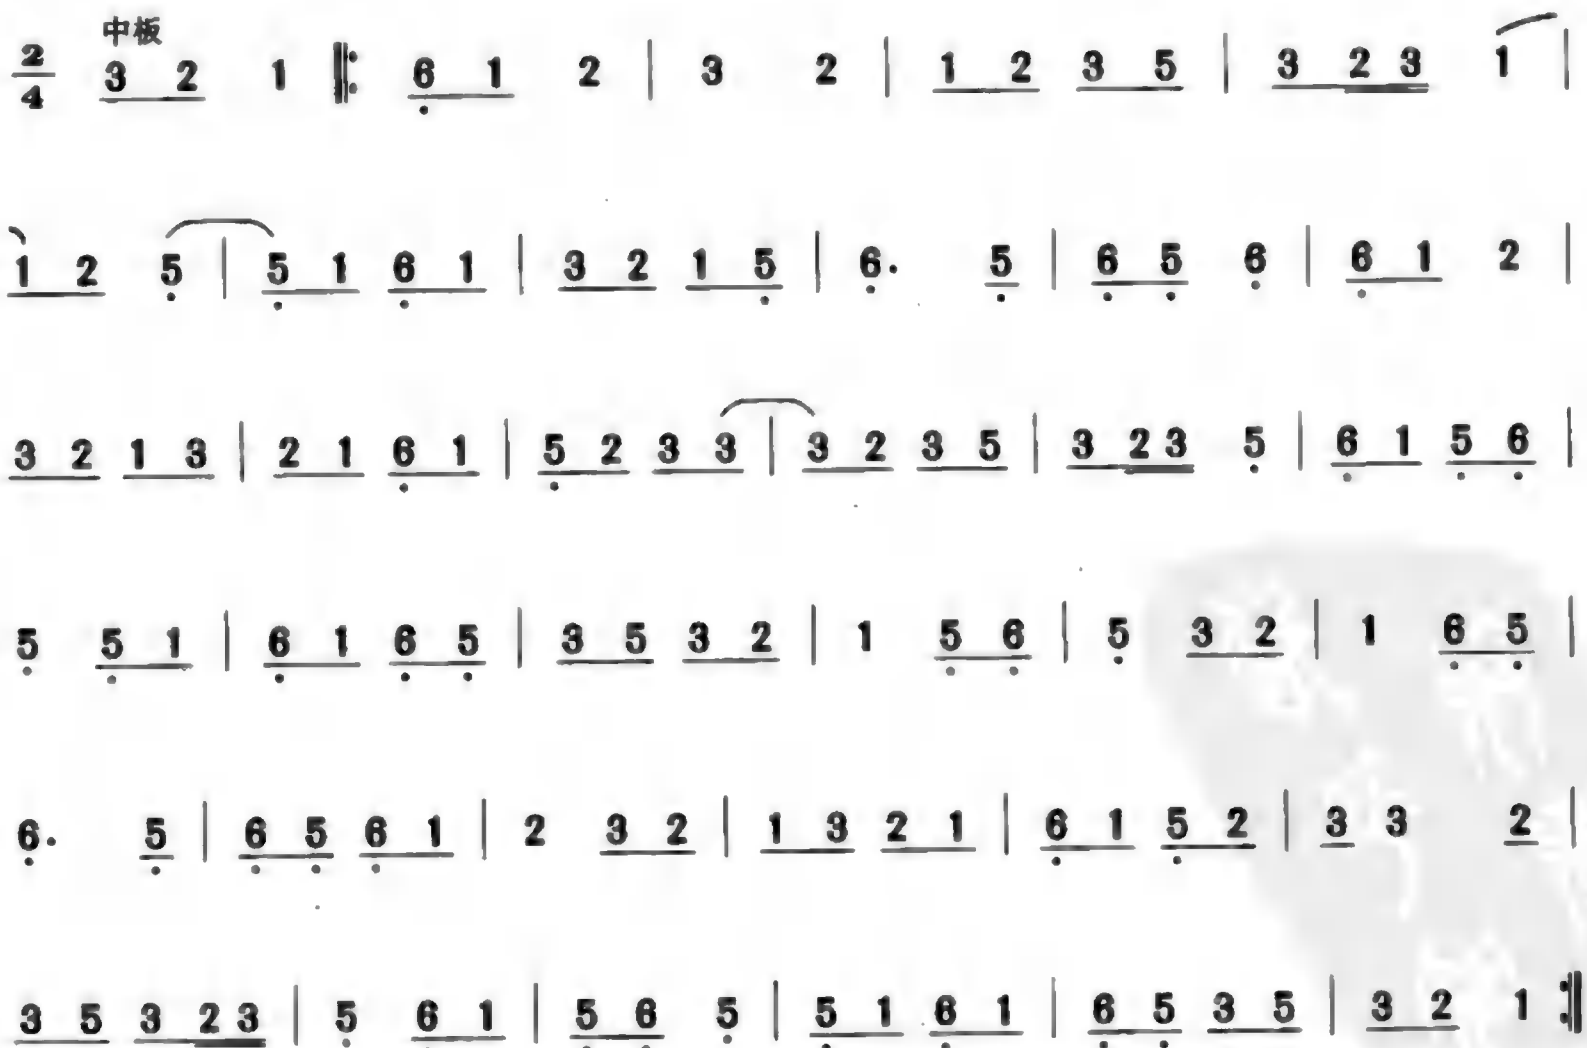 中板
2/4 3 2 1 ‖: 6̣ 1 2 | 3 2 | 1 2 3 5 | 3 2 3 1 |
1 2 5̣ | 5̣ 1 6̣ 1 | 3 2 1 5̣ | 6̣. 5̣ | 6̣ 5̣ 6̣ | 6̣ 1 2 |
3 2 1 3 | 2 1 6̣ 1 | 5̣ 2 3 3 | 3 2 3 5 | 3 2 3 5̣ | 6̣ 1 5̣ 6̣ |
5̣ 5̣ 1 | 6̣ 1 6̣ 5̣ | 3 5 3 2 | 1 5̣ 6̣ | 5̣ 3 2 | 1 6̣ 5̣ |
6̣. 5̣ | 6̣ 5̣ 6̣ 1 | 2 3 2 | 1 3 2 1 | 6̣ 1 5̣ 2 | 3 3 2 |
3 5 3 2 3 | 5̣ 6̣ 1 | 5̣ 6̣ 5̣ | 5̣ 1 6̣ 1 | 6̣ 5̣ 3 5 | 3 2 1 :‖